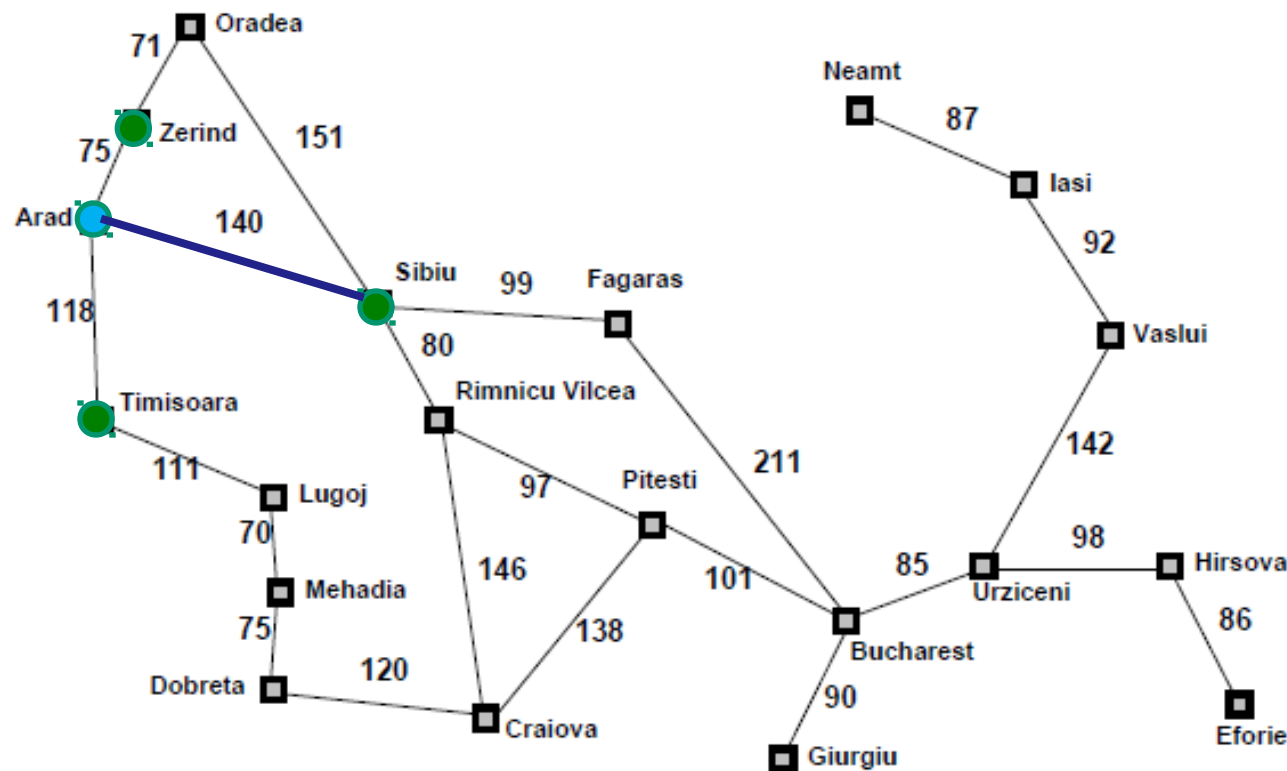 Oradea
71
Neamt
87
Zerind
151
75
Iasi
Arad
140
92
Sibiu
99
Fagaras
118
80
Vaslui
Rimnicu Vilcea
Timisoara
142
111
211
97
Pitesti
Lugoj
70
98
146
101
85
Hirsova
Mehadia
Urziceni
75
138
86
Bucharest
120
Dobreta
90
Craiova
Eforie
Giurgiu